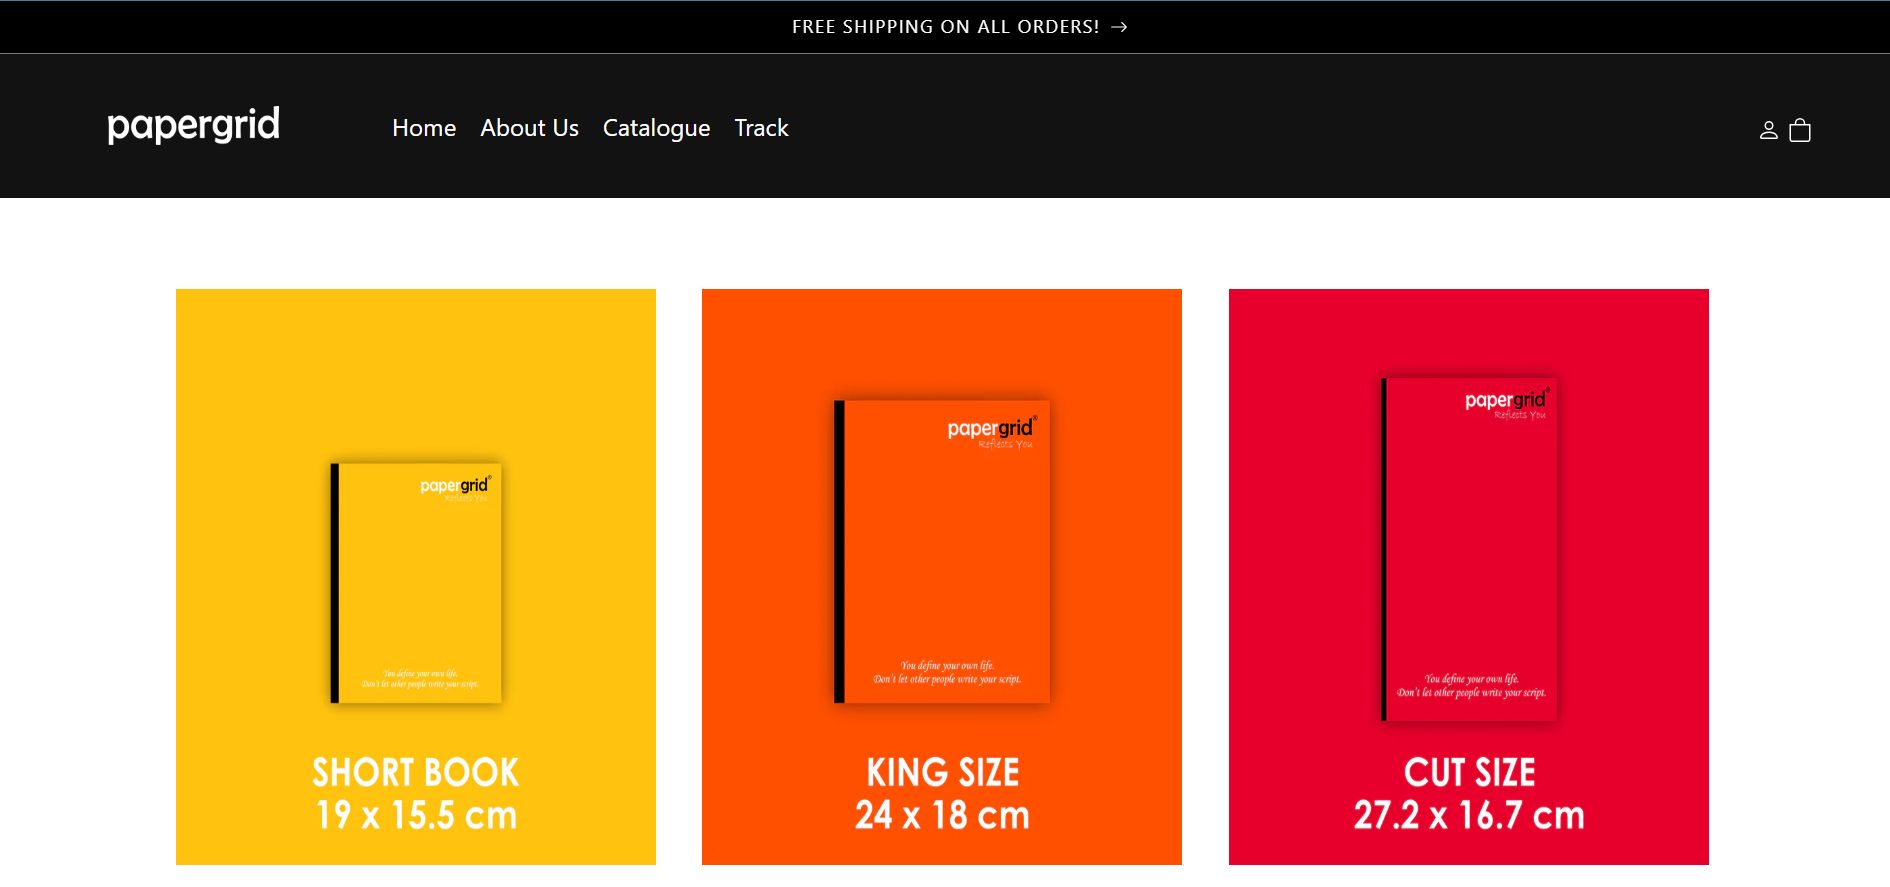 FREE SHIPPING ON ALL ORDERS! →
papergrid
Home About Us Catalogue Track
papergrid®
Reflects You
You define your own life.
Don't let other people write your script.
SHORT BOOK
19 x 15.5 cm
papergrid®
Reflects You
You define your own life.
Don't let other people write your script.
KING SIZE
24 x 18 cm
papergrid®
Reflects You
You define your own life.
Don't let other people write your script.
CUT SIZE
27.2 x 16.7 cm